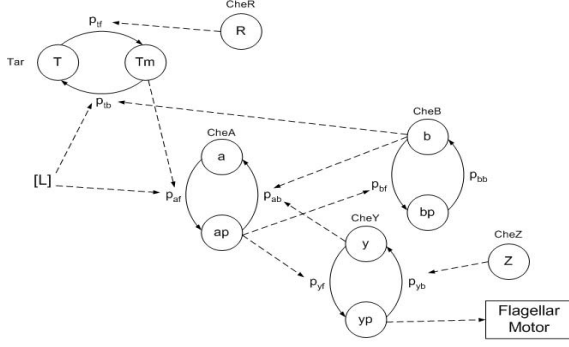 CheR
p_tf
R
Tar
T
Tm
p_tb
CheB
CheA
b
a
[L]
p_af
p_ab
p_bf
p_bb
bp
ap
CheY
y
CheZ
Z
p_yf
p_yb
yp
Flagellar
Motor